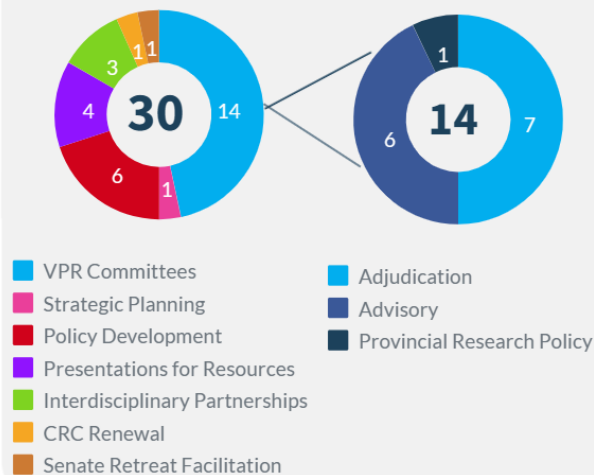 30
14
1
6
4
3
1
1
14
7
6
1
VPR Committees
Strategic Planning
Policy Development
Presentations for Resources
Interdisciplinary Partnerships
CRC Renewal
Senate Retreat Facilitation
Adjudication
Advisory
Provincial Research Policy